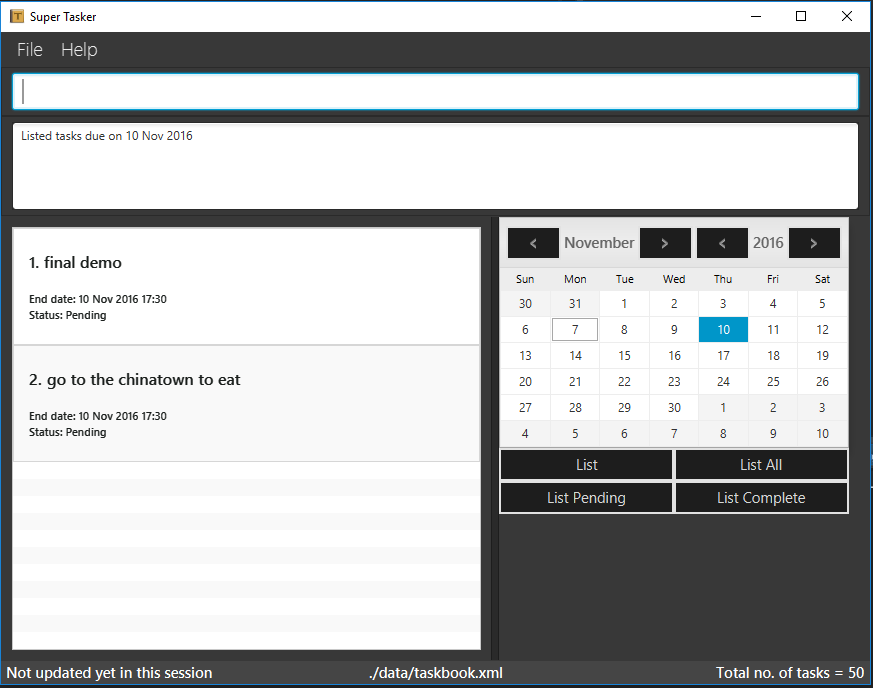 Super Tasker
File Help
Listed tasks due on 10 Nov 2016
1. final demo
End date: 10 Nov 2016 17:30
Status: Pending
2. go to the chinatown to eat
End date: 10 Nov 2016 17:30
Status: Pending
< November > < 2016 >
Sun Mon Tue Wed Thu Fri Sat
30 31 1 2 3 4 5
6 7 8 9 10 11 12
13 14 15 16 17 18 19
20 21 22 23 24 25 26
27 28 29 30 1 2 3
4 5 6 7 8 9 10
List List All
List Pending List Complete
Not updated yet in this session ./data/taskbook.xml Total no. of tasks = 50